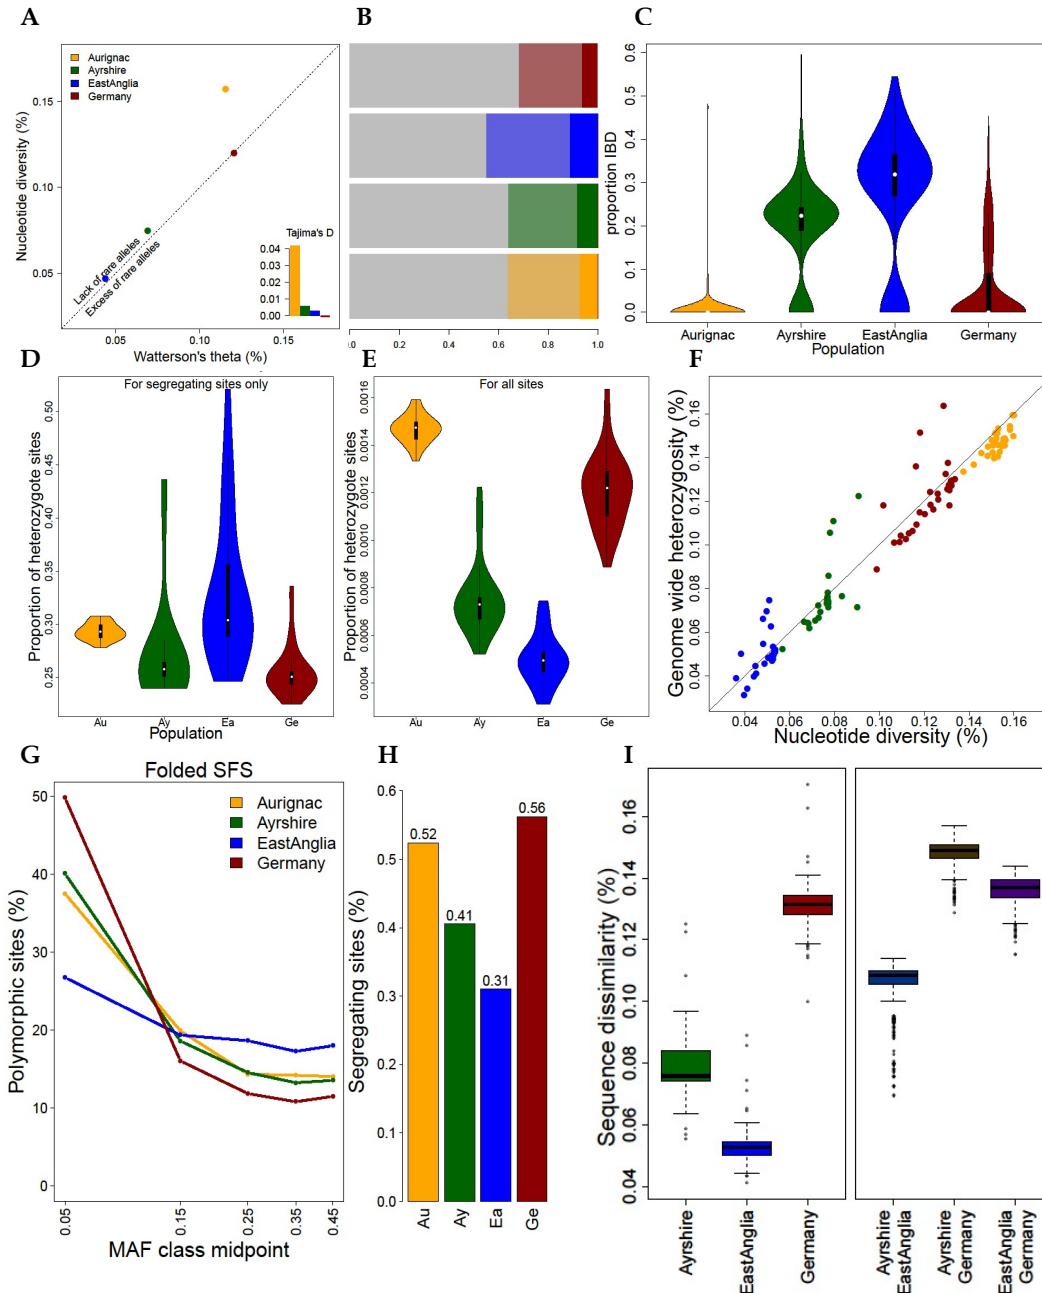 A
Aurignac
Ayrshire
EastAnglia
Germany
Nucleotide diversity (%)
0.15
0.10
0.05
Lack of rare alleles
Excess of rare alleles
Tajima's D
0.04
0.03
0.02
0.01
0.00
0.05
0.10
0.15
Watterson's theta (%)
B
0.0
0.2
0.4
0.6
0.8
1.0
C
proportion IBD
0.6
0.5
0.4
0.3
0.2
0.1
0.0
Aurignac
Ayrshire
EastAnglia
Germany
Population
D
For segregating sites only
Proportion of heterozygote sites
0.50
0.45
0.40
0.35
0.30
0.25
Au
Ay
Ea
Ge
Population
E
For all sites
Proportion of heterozygote sites
0.0016
0.0014
0.0012
0.0010
0.0008
0.0006
0.0004
Au
Ay
Ea
Ge
F
Genome wide heterozygosity (%)
0.16
0.14
0.12
0.10
0.08
0.06
0.04
0.04
0.06
0.08
0.10
0.12
0.14
0.16
Nucleotide diversity (%)
G
Folded SFS
Aurignac
Ayrshire
EastAnglia
Germany
Polymorphic sites (%)
50
40
30
20
10
0
0.05
0.15
0.25
0.35
0.45
MAF class midpoint
H
Segregating sites (%)
0.6
0.5
0.4
0.3
0.2
0.1
0.0
0.52
0.41
0.31
0.56
Au
Ay
Ea
Ge
I
Sequence dissimilarity (%)
0.16
0.14
0.12
0.10
0.08
0.06
0.04
Ayrshire
EastAnglia
Germany
Ayrshire
EastAnglia
Ayrshire
Germany
EastAnglia
Germany